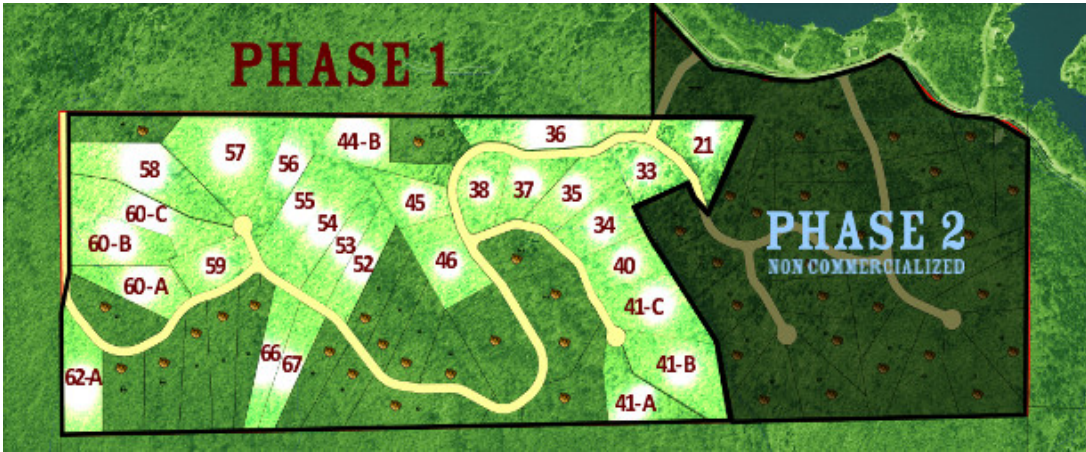 PHASE 1
36
44-B
21
57
56
58
33
38
37
35
45
55
60-C
54
34
60-B
53
46
59
52
40
60-A
41-C
66
67
41-B
62-A
41-A
PHASE 2
NON COMMERCIALIZED